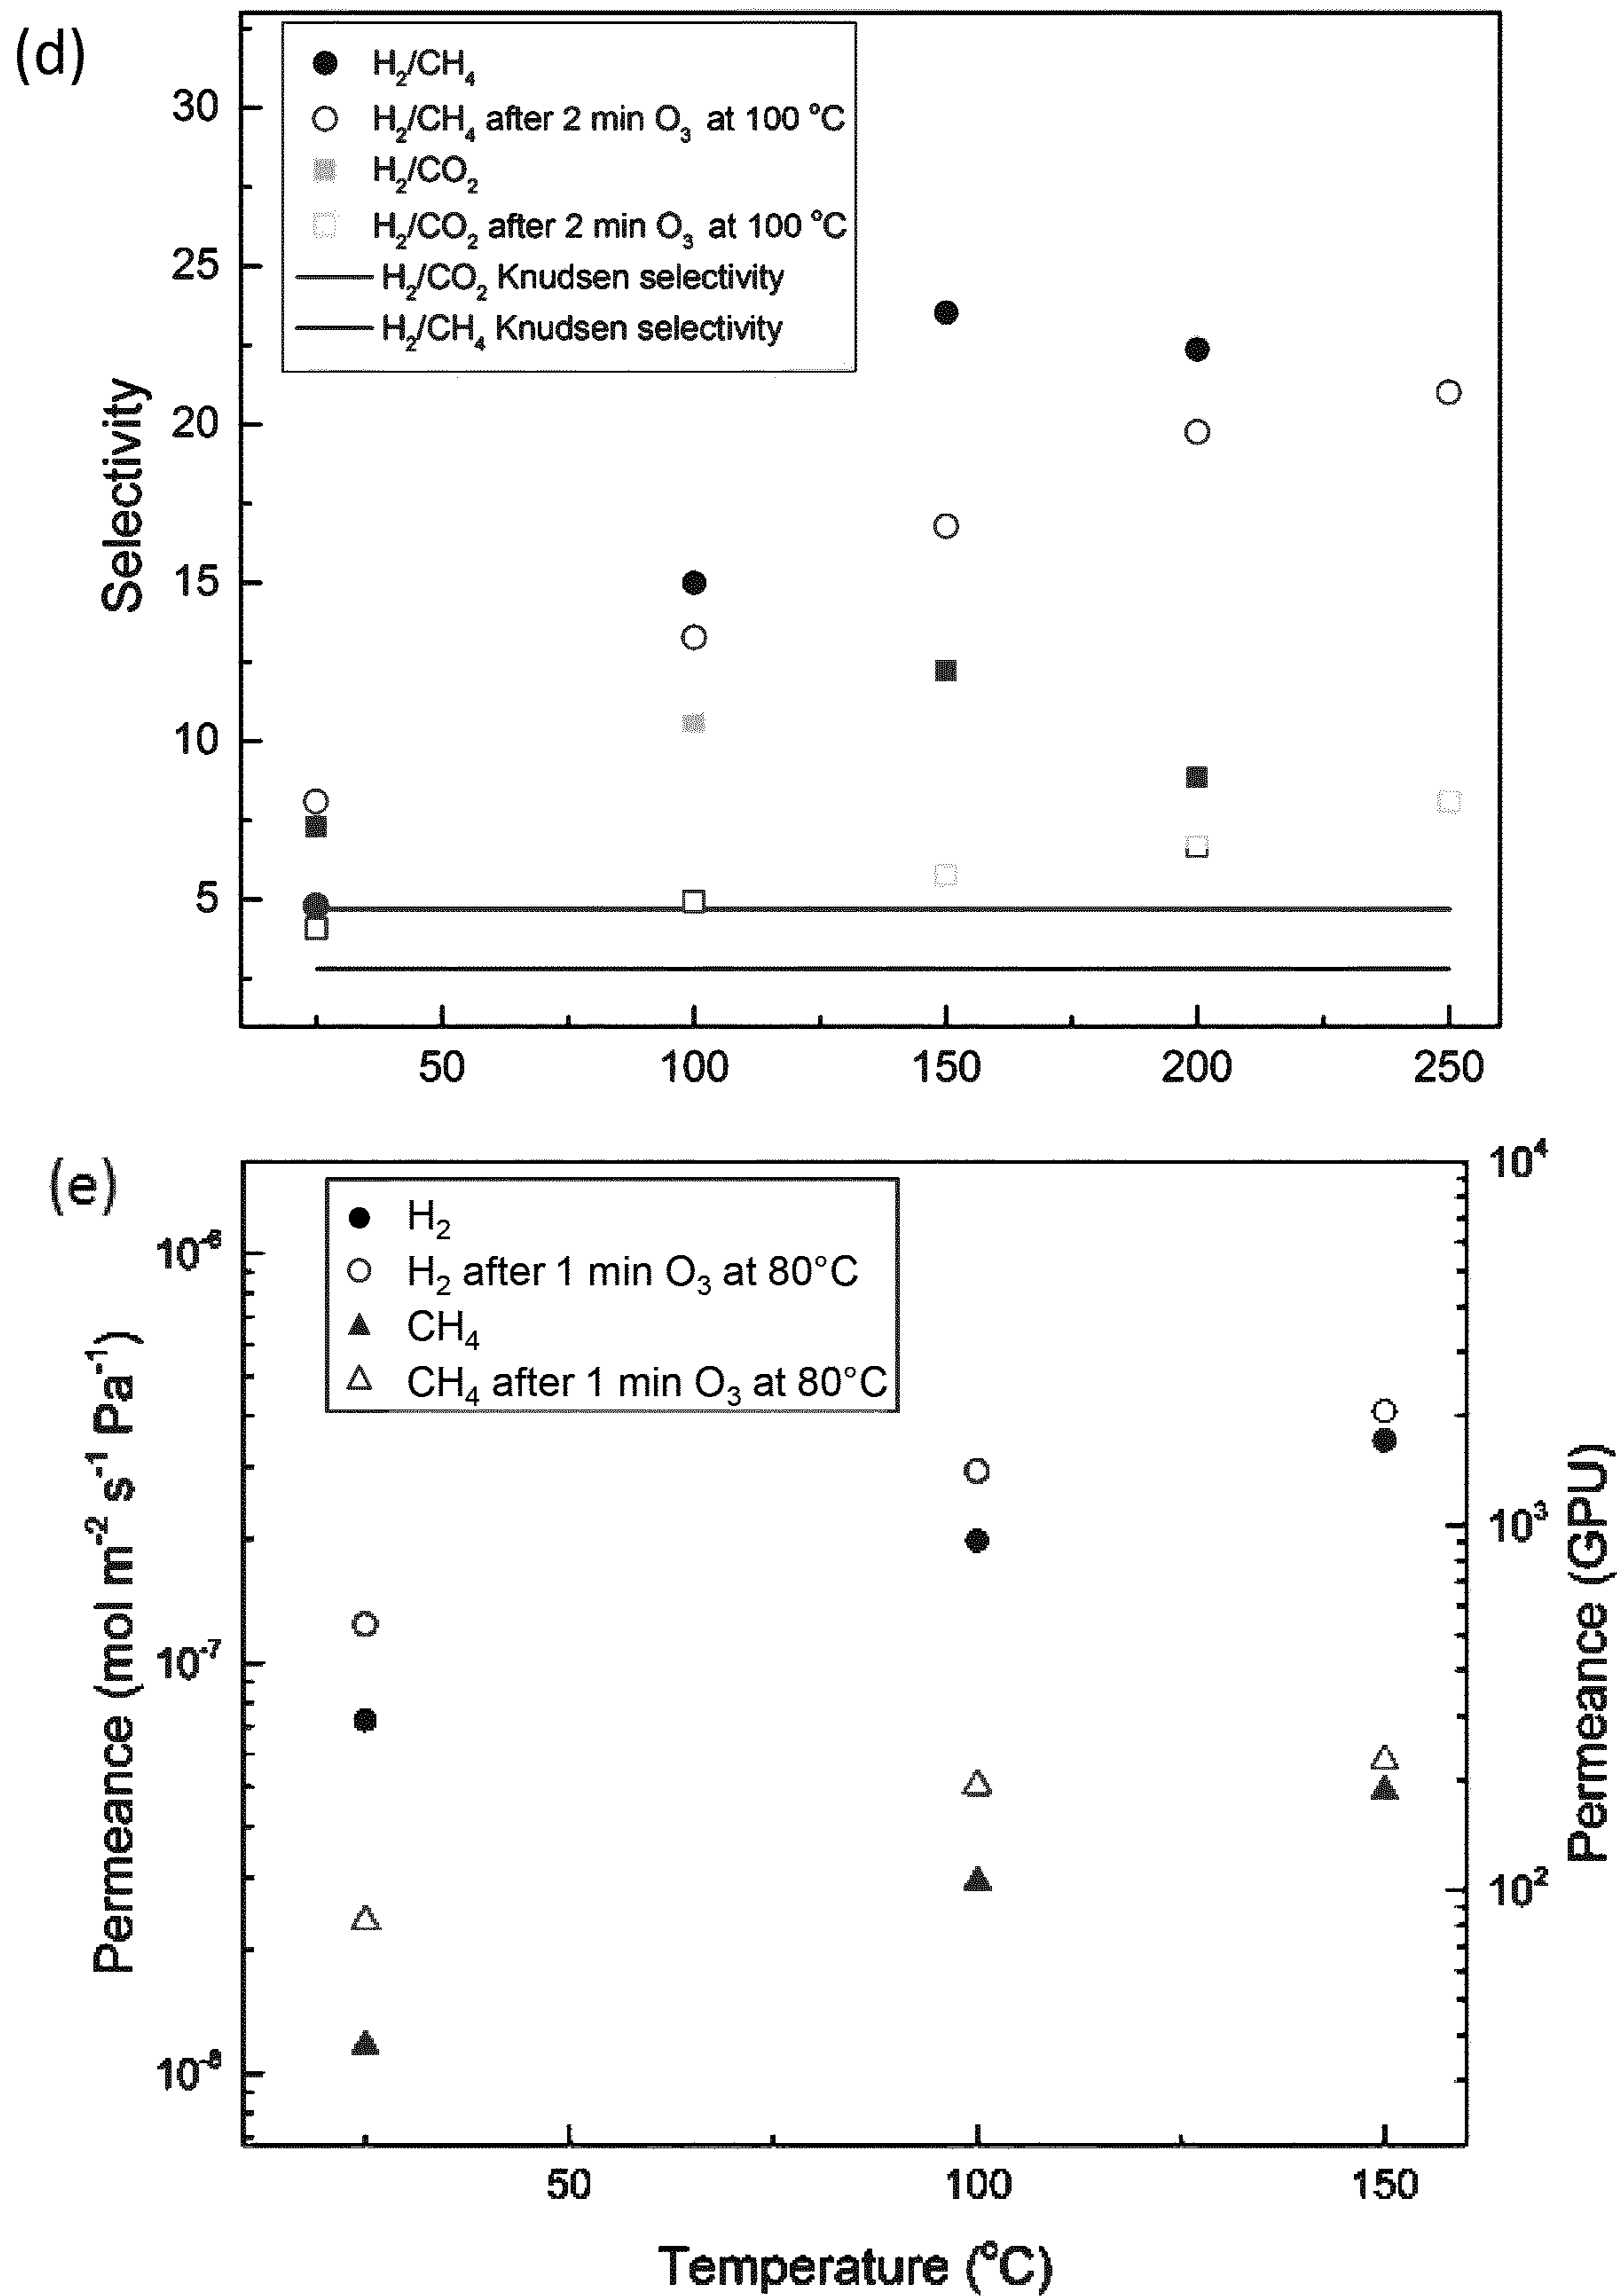 (d)
H₂/CH₄
H₂/CH₄ after 2 min O₃ at 100 °C
H₂/CO₂
H₂/CO₂ after 2 min O₃ at 100 °C
H₂/CO₂ Knudsen selectivity
H₂/CH₄ Knudsen selectivity
Selectivity
30
25
20
15
10
5
50 100 150 200 250
(e)
H₂
H₂ after 1 min O₃ at 80°C
CH₄
CH₄ after 1 min O₃ at 80°C
Permeance (mol m⁻² s⁻¹ Pa⁻¹)
10⁻⁶
10⁻⁷
10⁻⁸
10⁴
10³
10²
Permeance (GPU)
50 100 150
Temperature (°C)